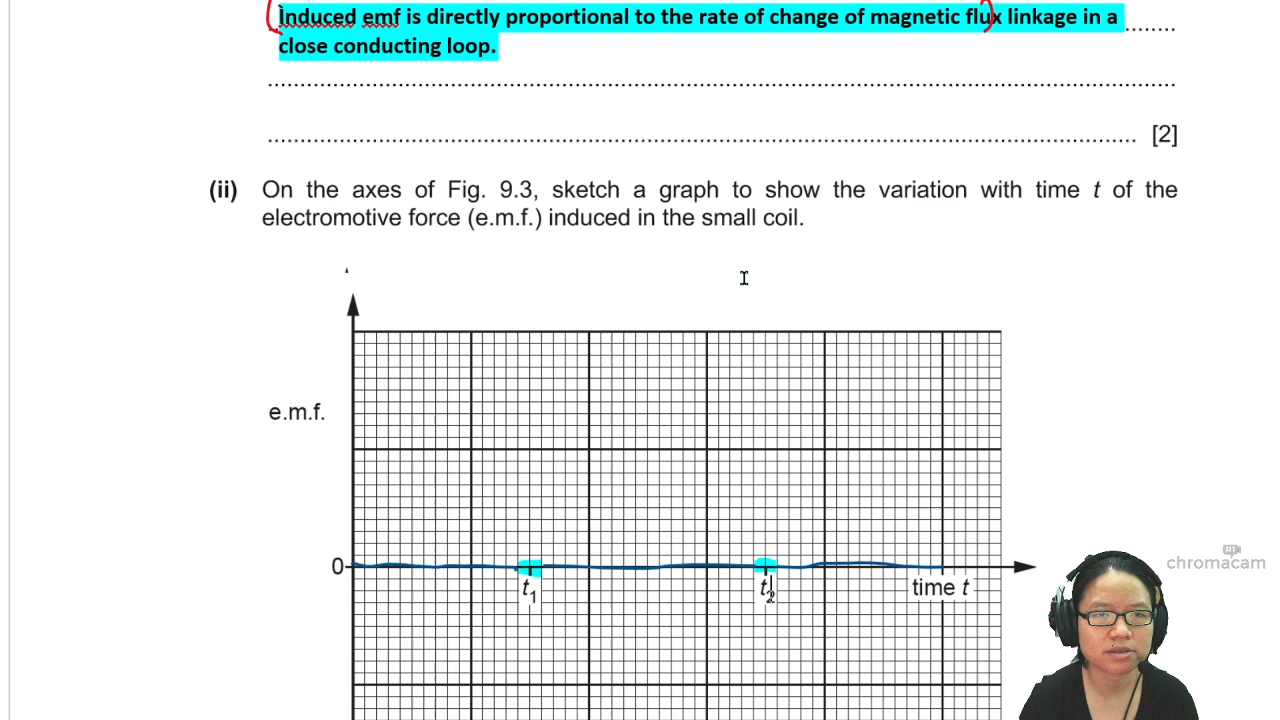 Induced emf is directly proportional to the rate of change of magnetic flux linkage in a
close conducting loop.
[2]
(ii) On the axes of Fig. 9.3, sketch a graph to show the variation with time t of the
electromotive force (e.m.f.) induced in the small coil.
e.m.f.
0
t1
t2
time t
chromacam